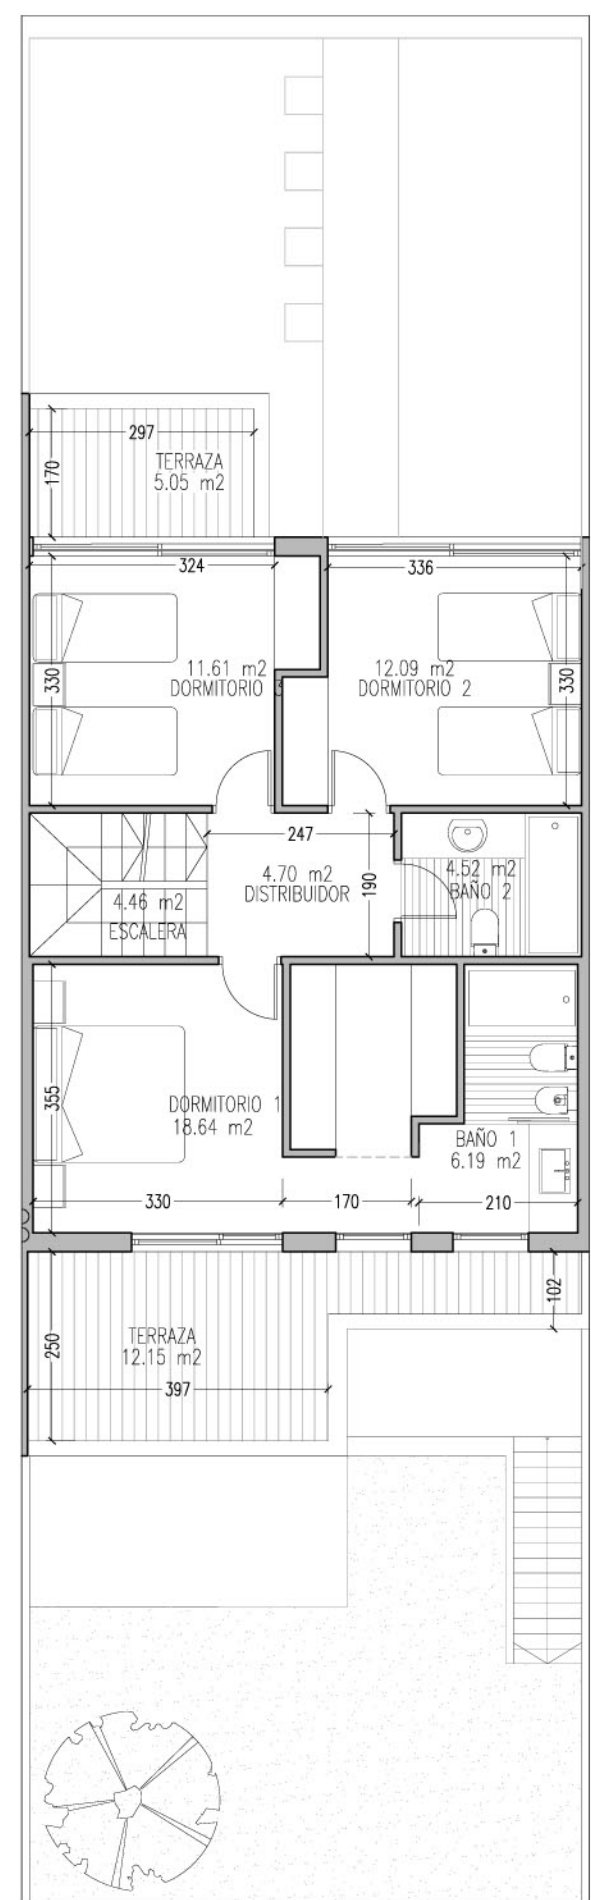 297
170
TERRAZA
5.05 m2
324
336
330
11.61 m2
DORMITORIO
12.09 m2
DORMITORIO 2
330
247
4.46 m2
ESCALERA
4.70 m2
DISTRIBUIDOR
190
4.52 m2
BAÑO 2
355
DORMITORIO 1
18.64 m2
BAÑO 1
6.19 m2
330
170
210
102
250
TERRAZA
12.15 m2
397